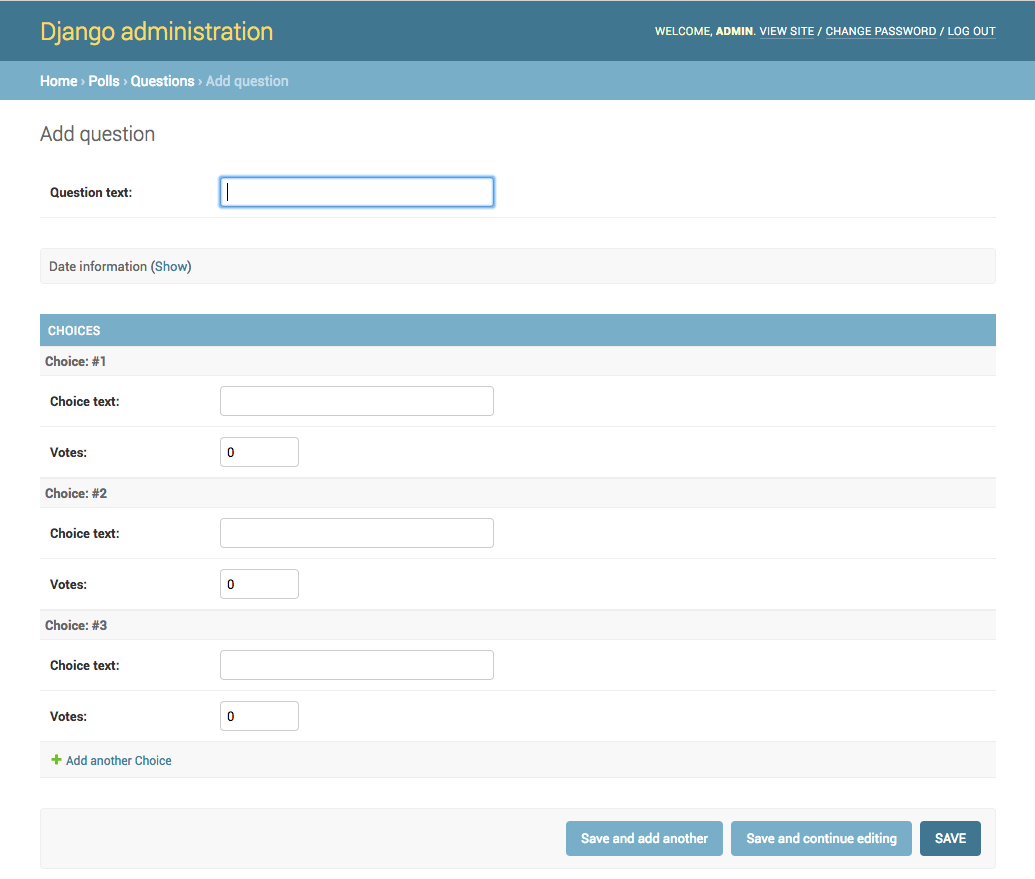 Django administration
WELCOME, ADMIN. VIEW SITE / CHANGE PASSWORD / LOG OUT
Home › Polls › Questions › Add question
Add question
Question text:
Date information (Show)
CHOICES
Choice: #1
Choice text:
Votes: 0
Choice: #2
Choice text:
Votes: 0
Choice: #3
Choice text:
Votes: 0
Add another Choice
Save and add another Save and continue editing SAVE